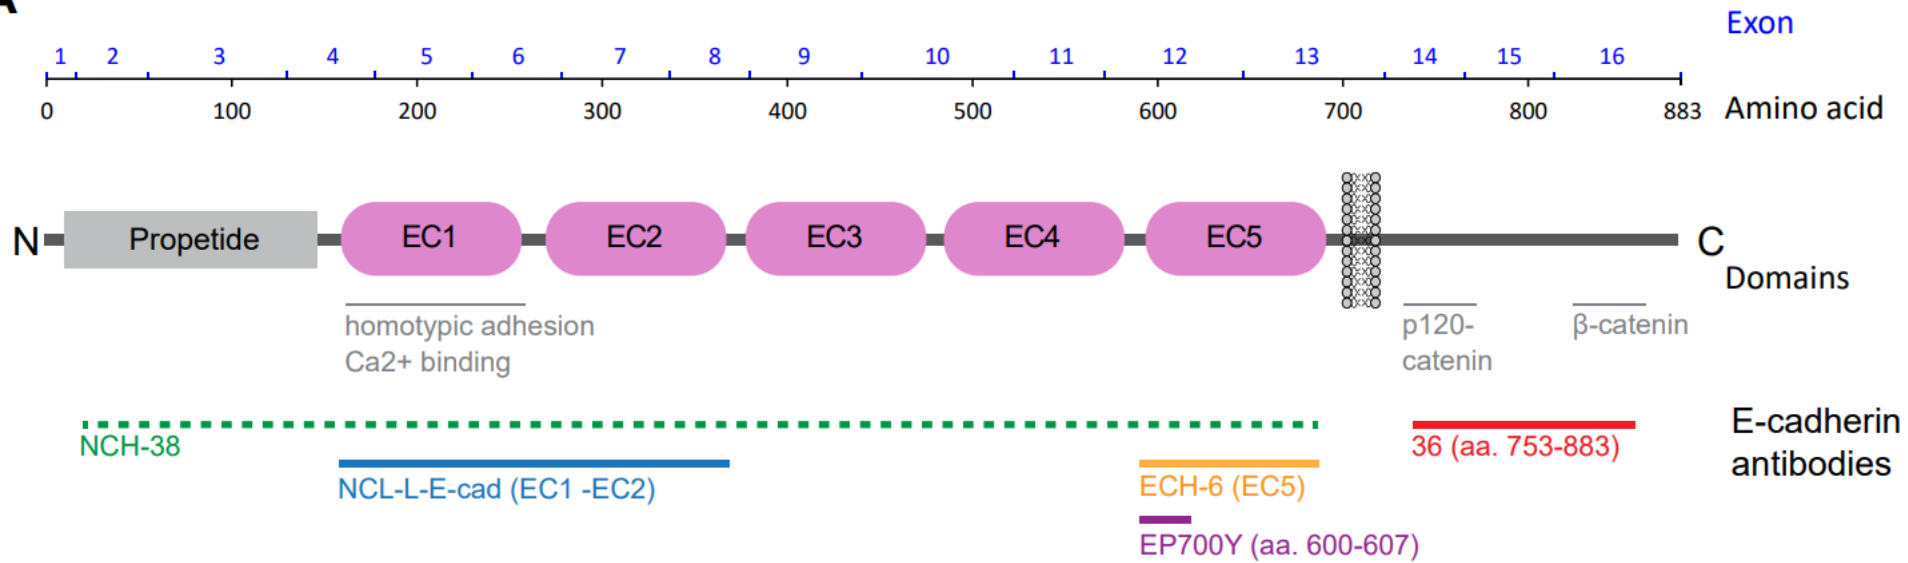 A
Exon
1 2 3 4 5 6 7 8 9 10 11 12 13 14 15 16
0 100 200 300 400 500 600 700 800 883 Amino acid
N Propetide EC1 EC2 EC3 EC4 EC5 C
Domains
homotypic adhesion
Ca2+ binding
p120-
catenin
β-catenin
E-cadherin
antibodies
NCH-38
36 (aa. 753-883)
NCL-L-E-cad (EC1 -EC2)
ECH-6 (EC5)
EP700Y (aa. 600-607)